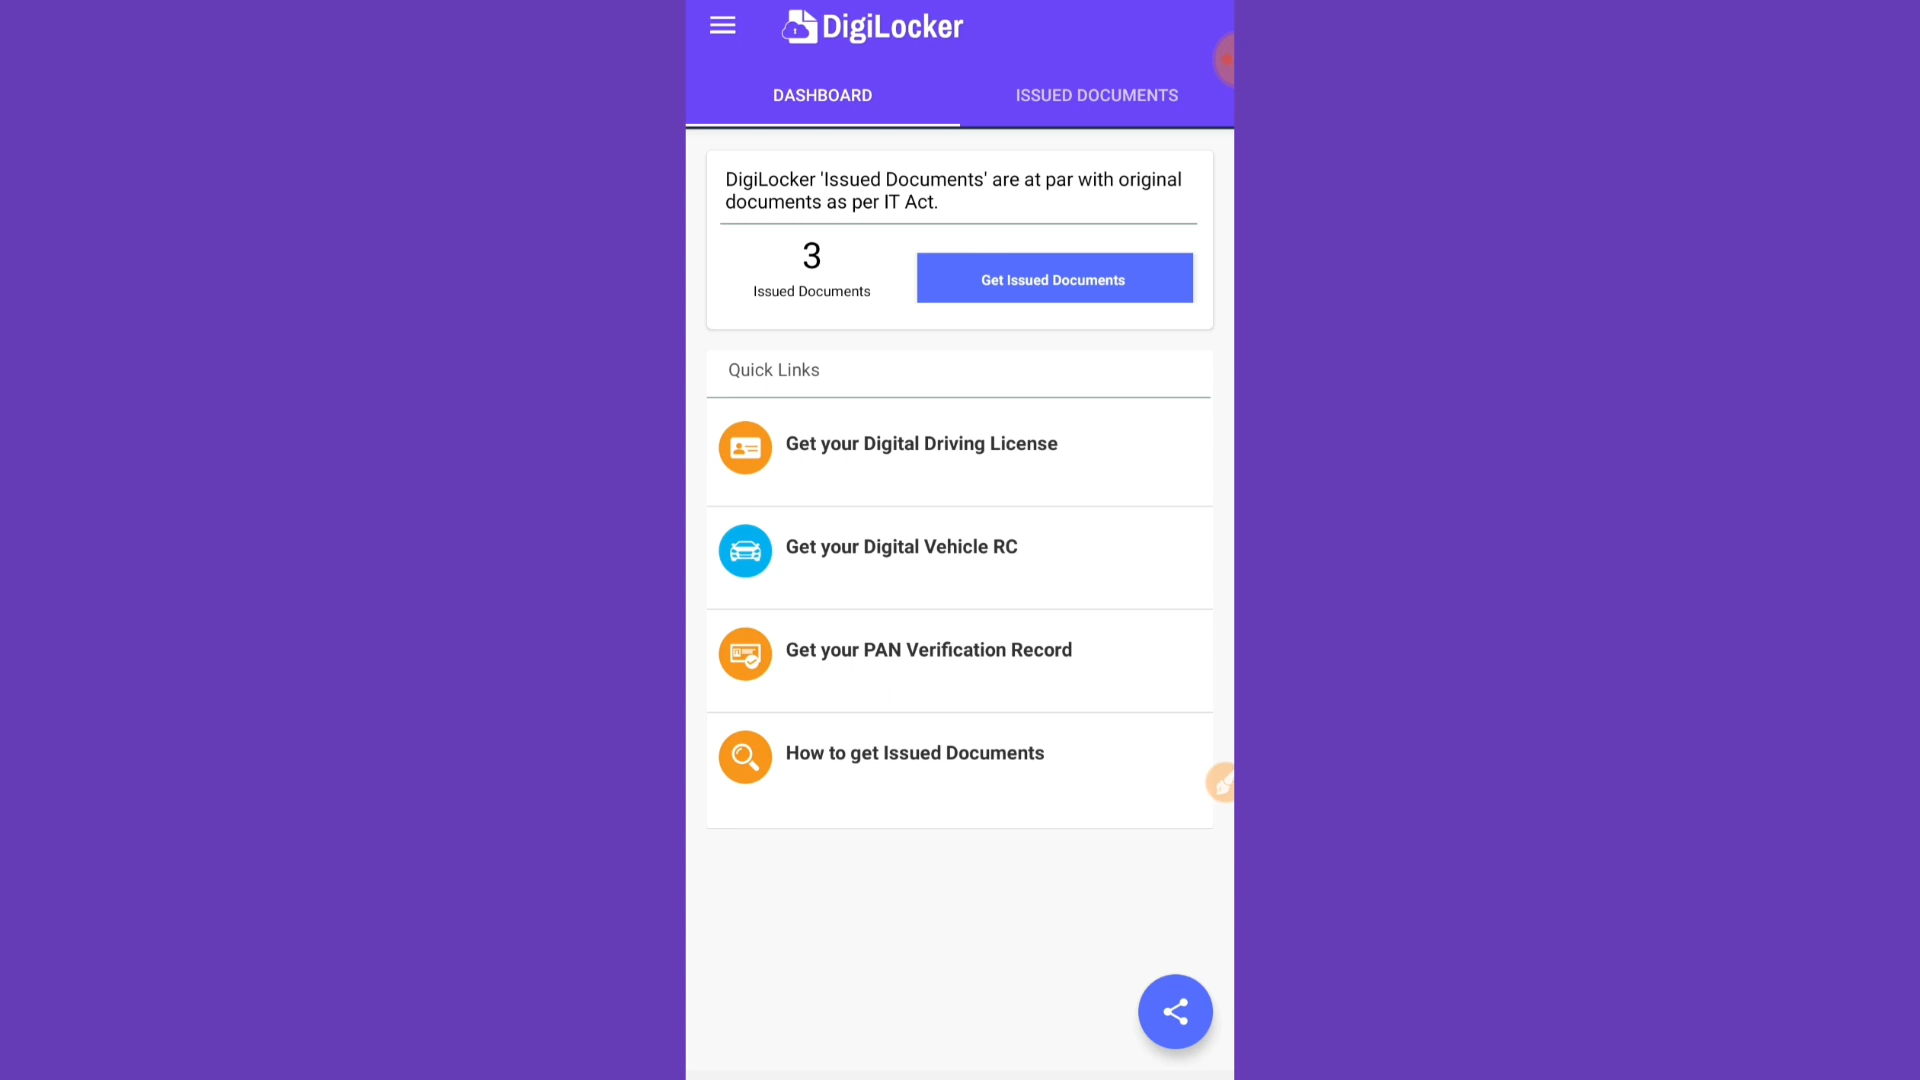 DigiLocker
DASHBOARD
ISSUED DOCUMENTS
DigiLocker 'Issued Documents' are at par with original
documents as per IT Act.
3
Issued Documents
Get Issued Documents
Quick Links
Get your Digital Driving License
Get your Digital Vehicle RC
Get your PAN Verification Record
How to get Issued Documents